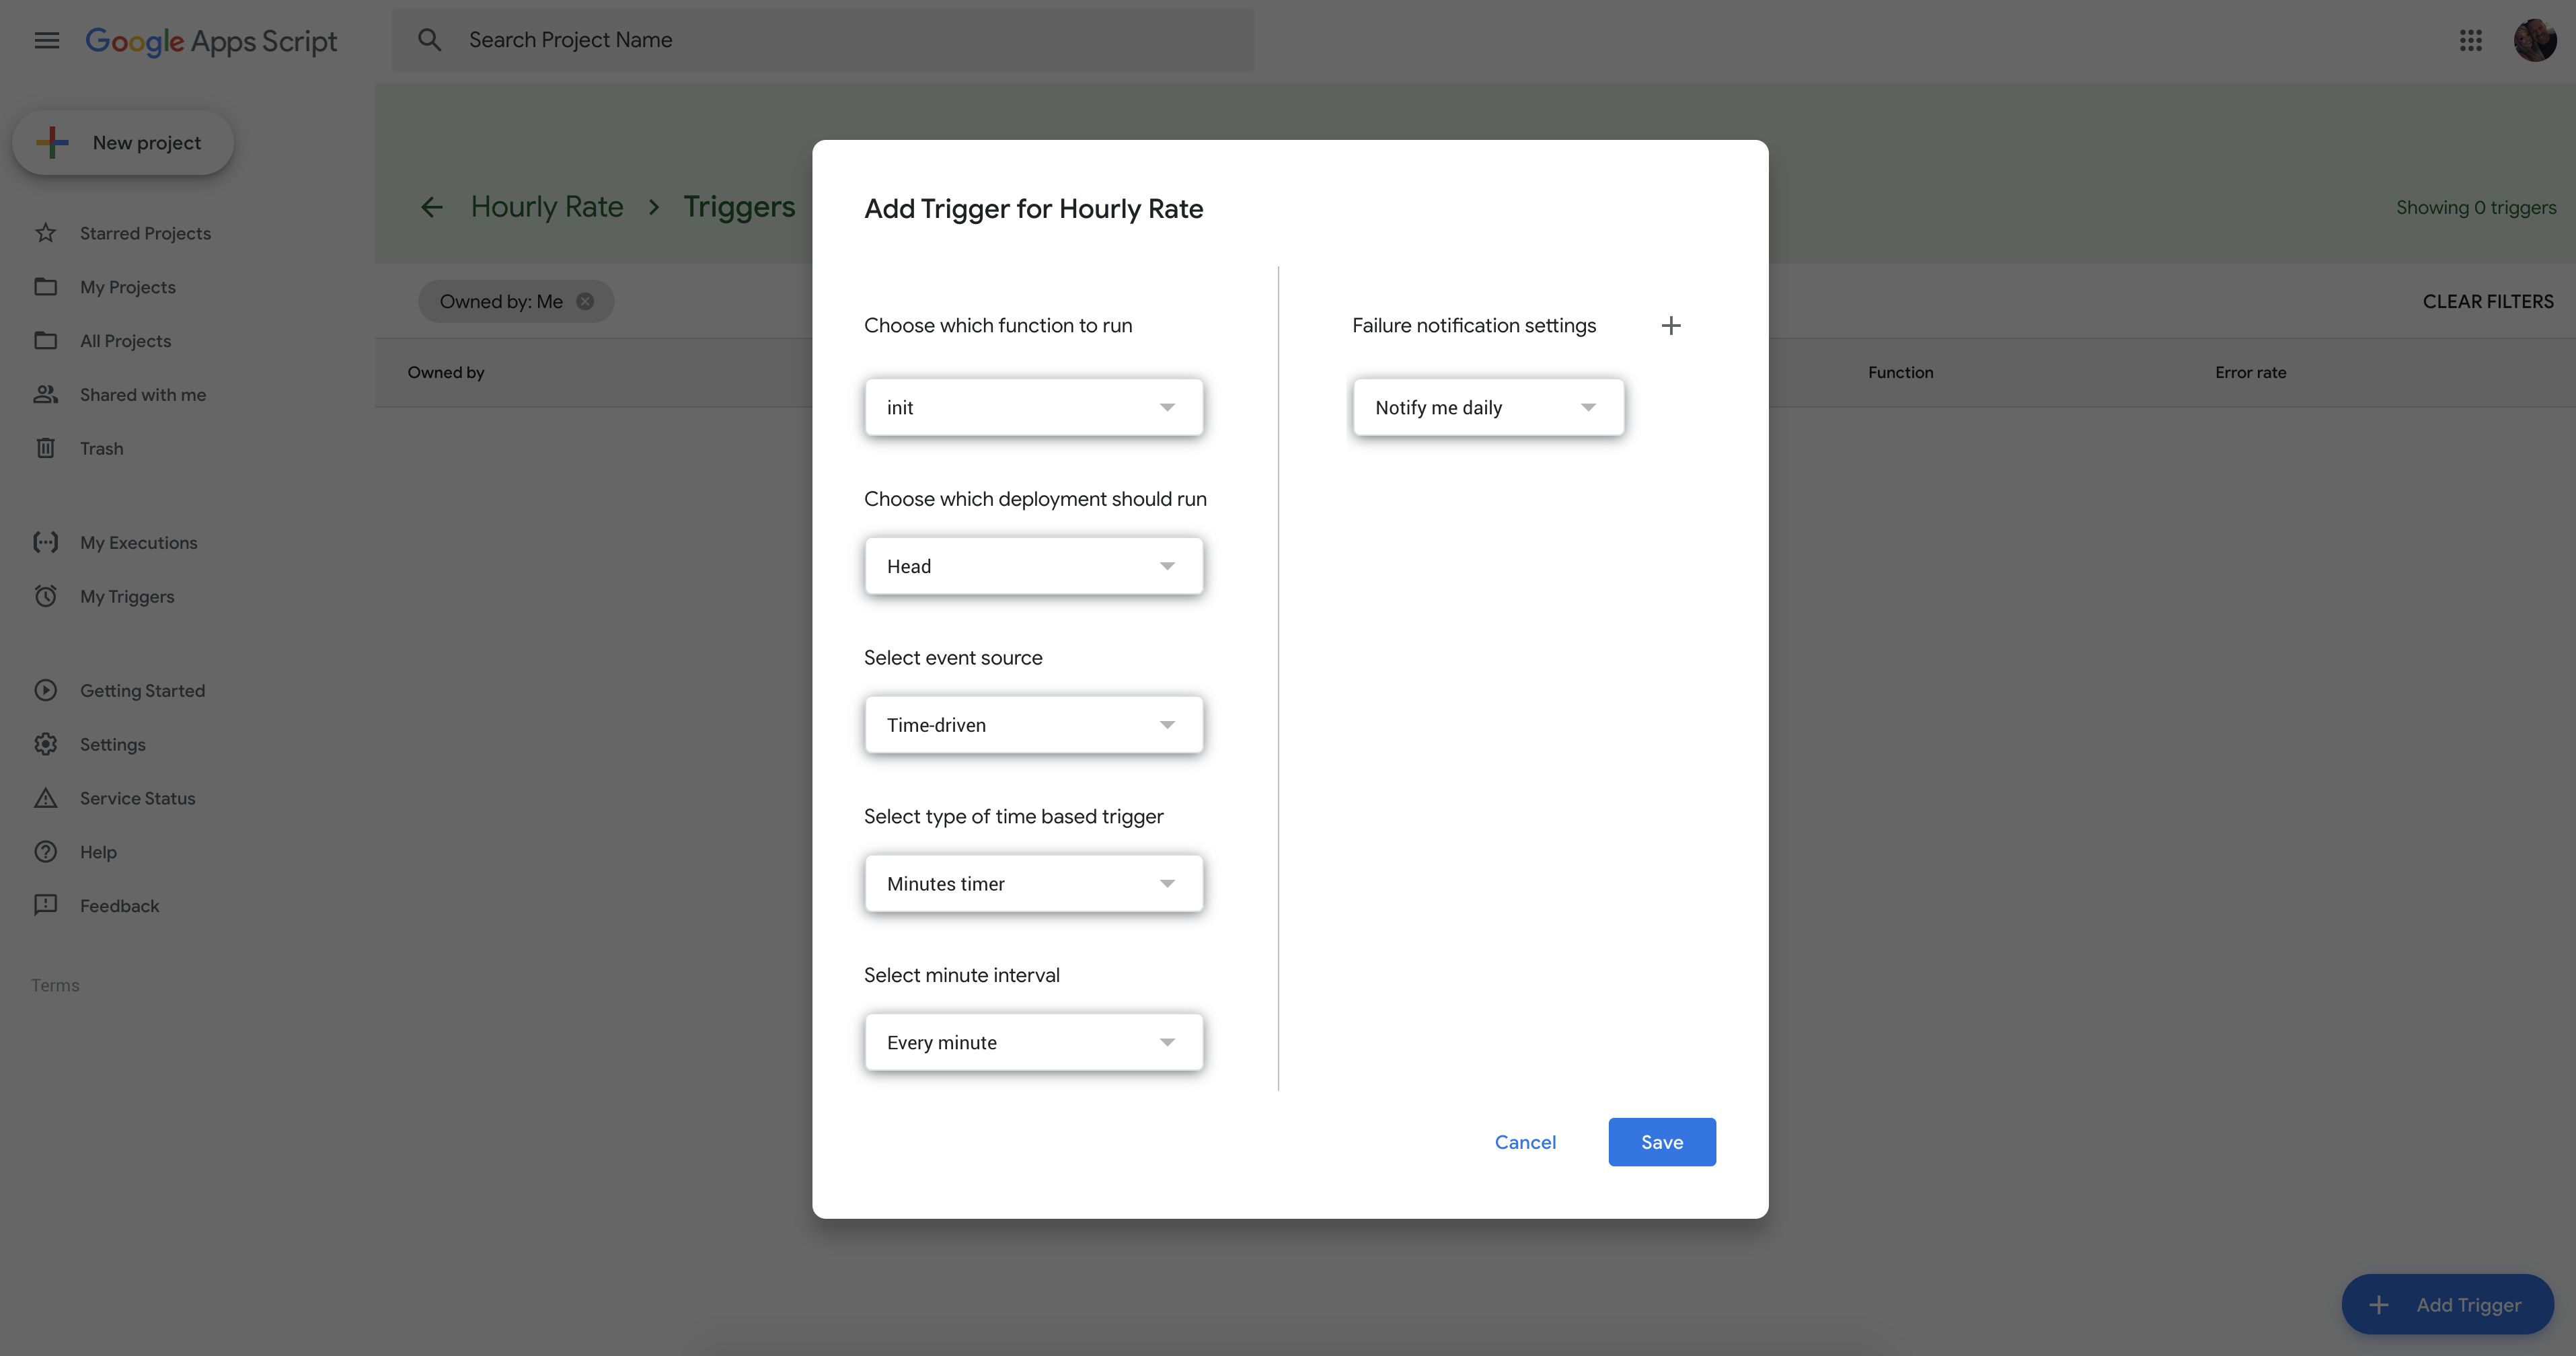 Google Apps Script
Search Project Name
New project
Starred Projects
My Projects
All Projects
Shared with me
Trash
My Executions
My Triggers
Getting Started
Settings
Service Status
Help
Feedback
Terms
Hourly Rate > Triggers
Showing 0 triggers
Owned by: Me
CLEAR FILTERS
Owned by
Function
Error rate
Add Trigger for Hourly Rate
Choose which function to run
init
Choose which deployment should run
Head
Select event source
Time-driven
Select type of time based trigger
Minutes timer
Select minute interval
Every minute
Failure notification settings
Notify me daily
Cancel
Save
Add Trigger